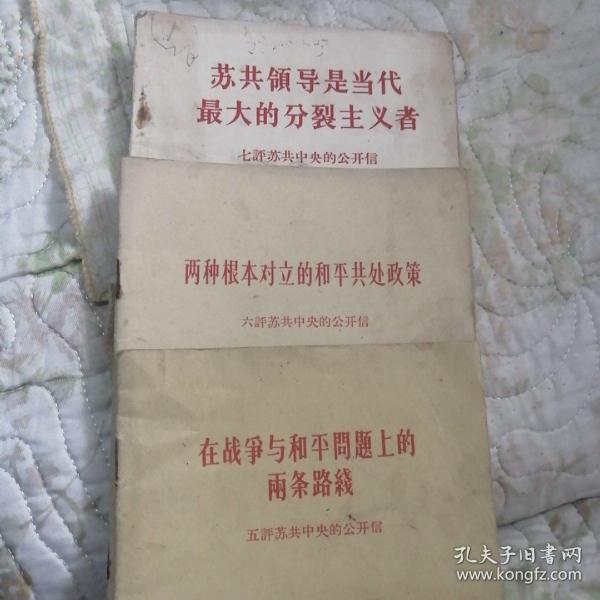 苏共領导是当代
最大的分裂主义者
七評苏共中央的公开信
两种根本对立的和平共处政策
六評苏共中央的公开信
在战爭与和平問題上的
兩条路綫
五評苏共中央的公开信
孔夫子旧书网
www.kongfz.com